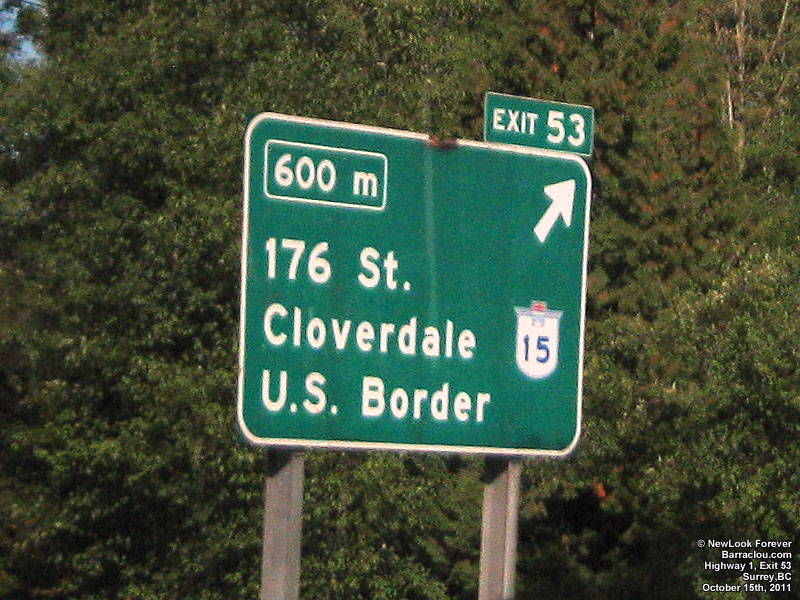 EXIT 53
600 m
176 St.
Cloverdale
15
U.S. Border
© NewLook Forever
Barraclou.com
Highway 1, Exit 53
Surrey,BC
October 15th, 2011